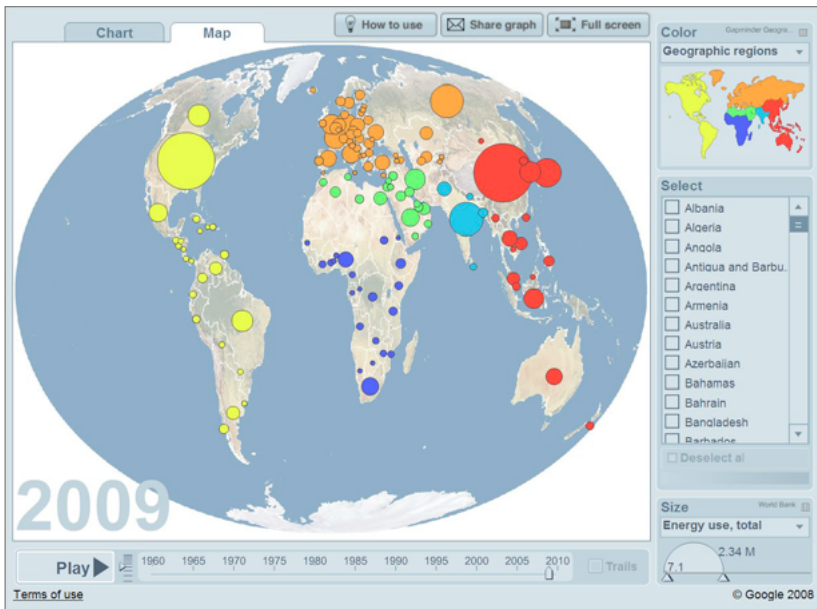 Chart
Map
How to use
Share graph
Full screen
Color
Gapminder Geogra...
Geographic regions
Select
Albania
Algeria
Angola
Antigua and Barbu.
Argentina
Armenia
Australia
Austria
Azerbaijan
Bahamas
Bahrain
Bangladesh
Barbados
Deselect al
2009
Size
World Bank
Energy use, total
2.34 M
7.1
Play
1960 1965 1970 1975 1980 1985 1990 1995 2000 2005 2010
Trails
Terms of use
© Google 2008